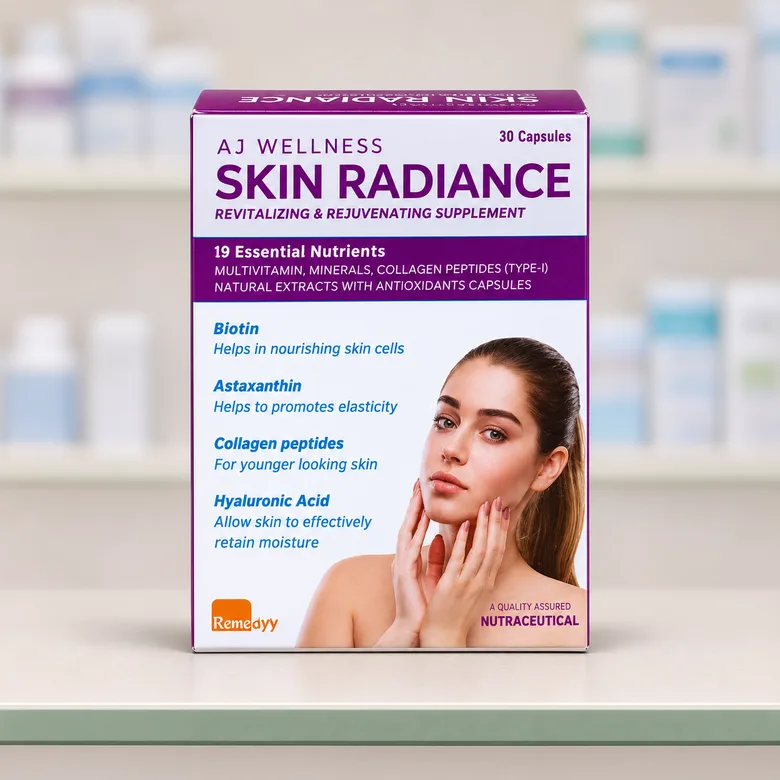 SKIN RADIANCE
AJ WELLNESS
30 Capsules
SKIN RADIANCE
REVITALIZING & REJUVENATING SUPPLEMENT
19 Essential Nutrients
MULTIVITAMIN, MINERALS, COLLAGEN PEPTIDES (TYPE-I)
NATURAL EXTRACTS WITH ANTIOXIDANTS CAPSULES
Biotin
Helps in nourishing skin cells
Astaxanthin
Helps to promotes elasticity
Collagen peptides
For younger looking skin
Hyaluronic Acid
Allow skin to effectively
retain moisture
Remedyy
A QUALITY ASSURED
NUTRACEUTICAL